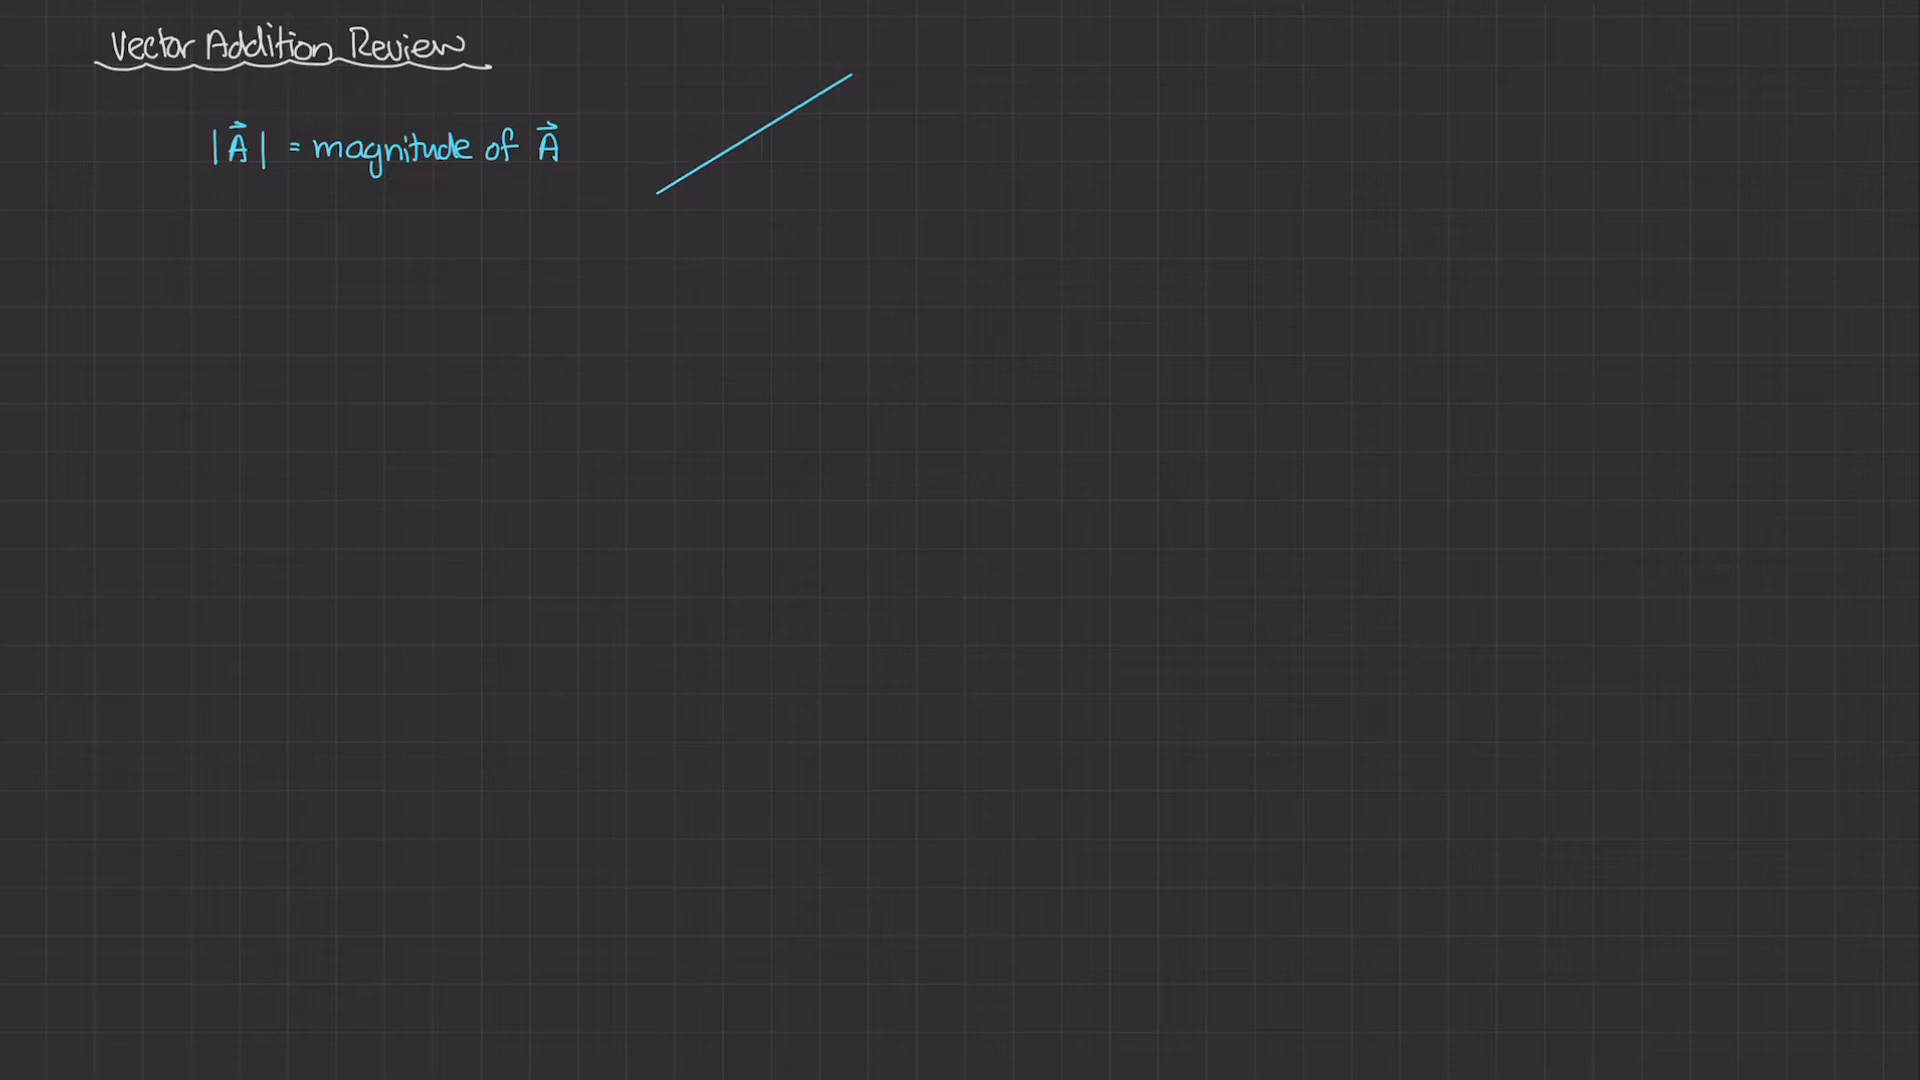 Vector Addition Review
|A⃗| = magnitude of A⃗